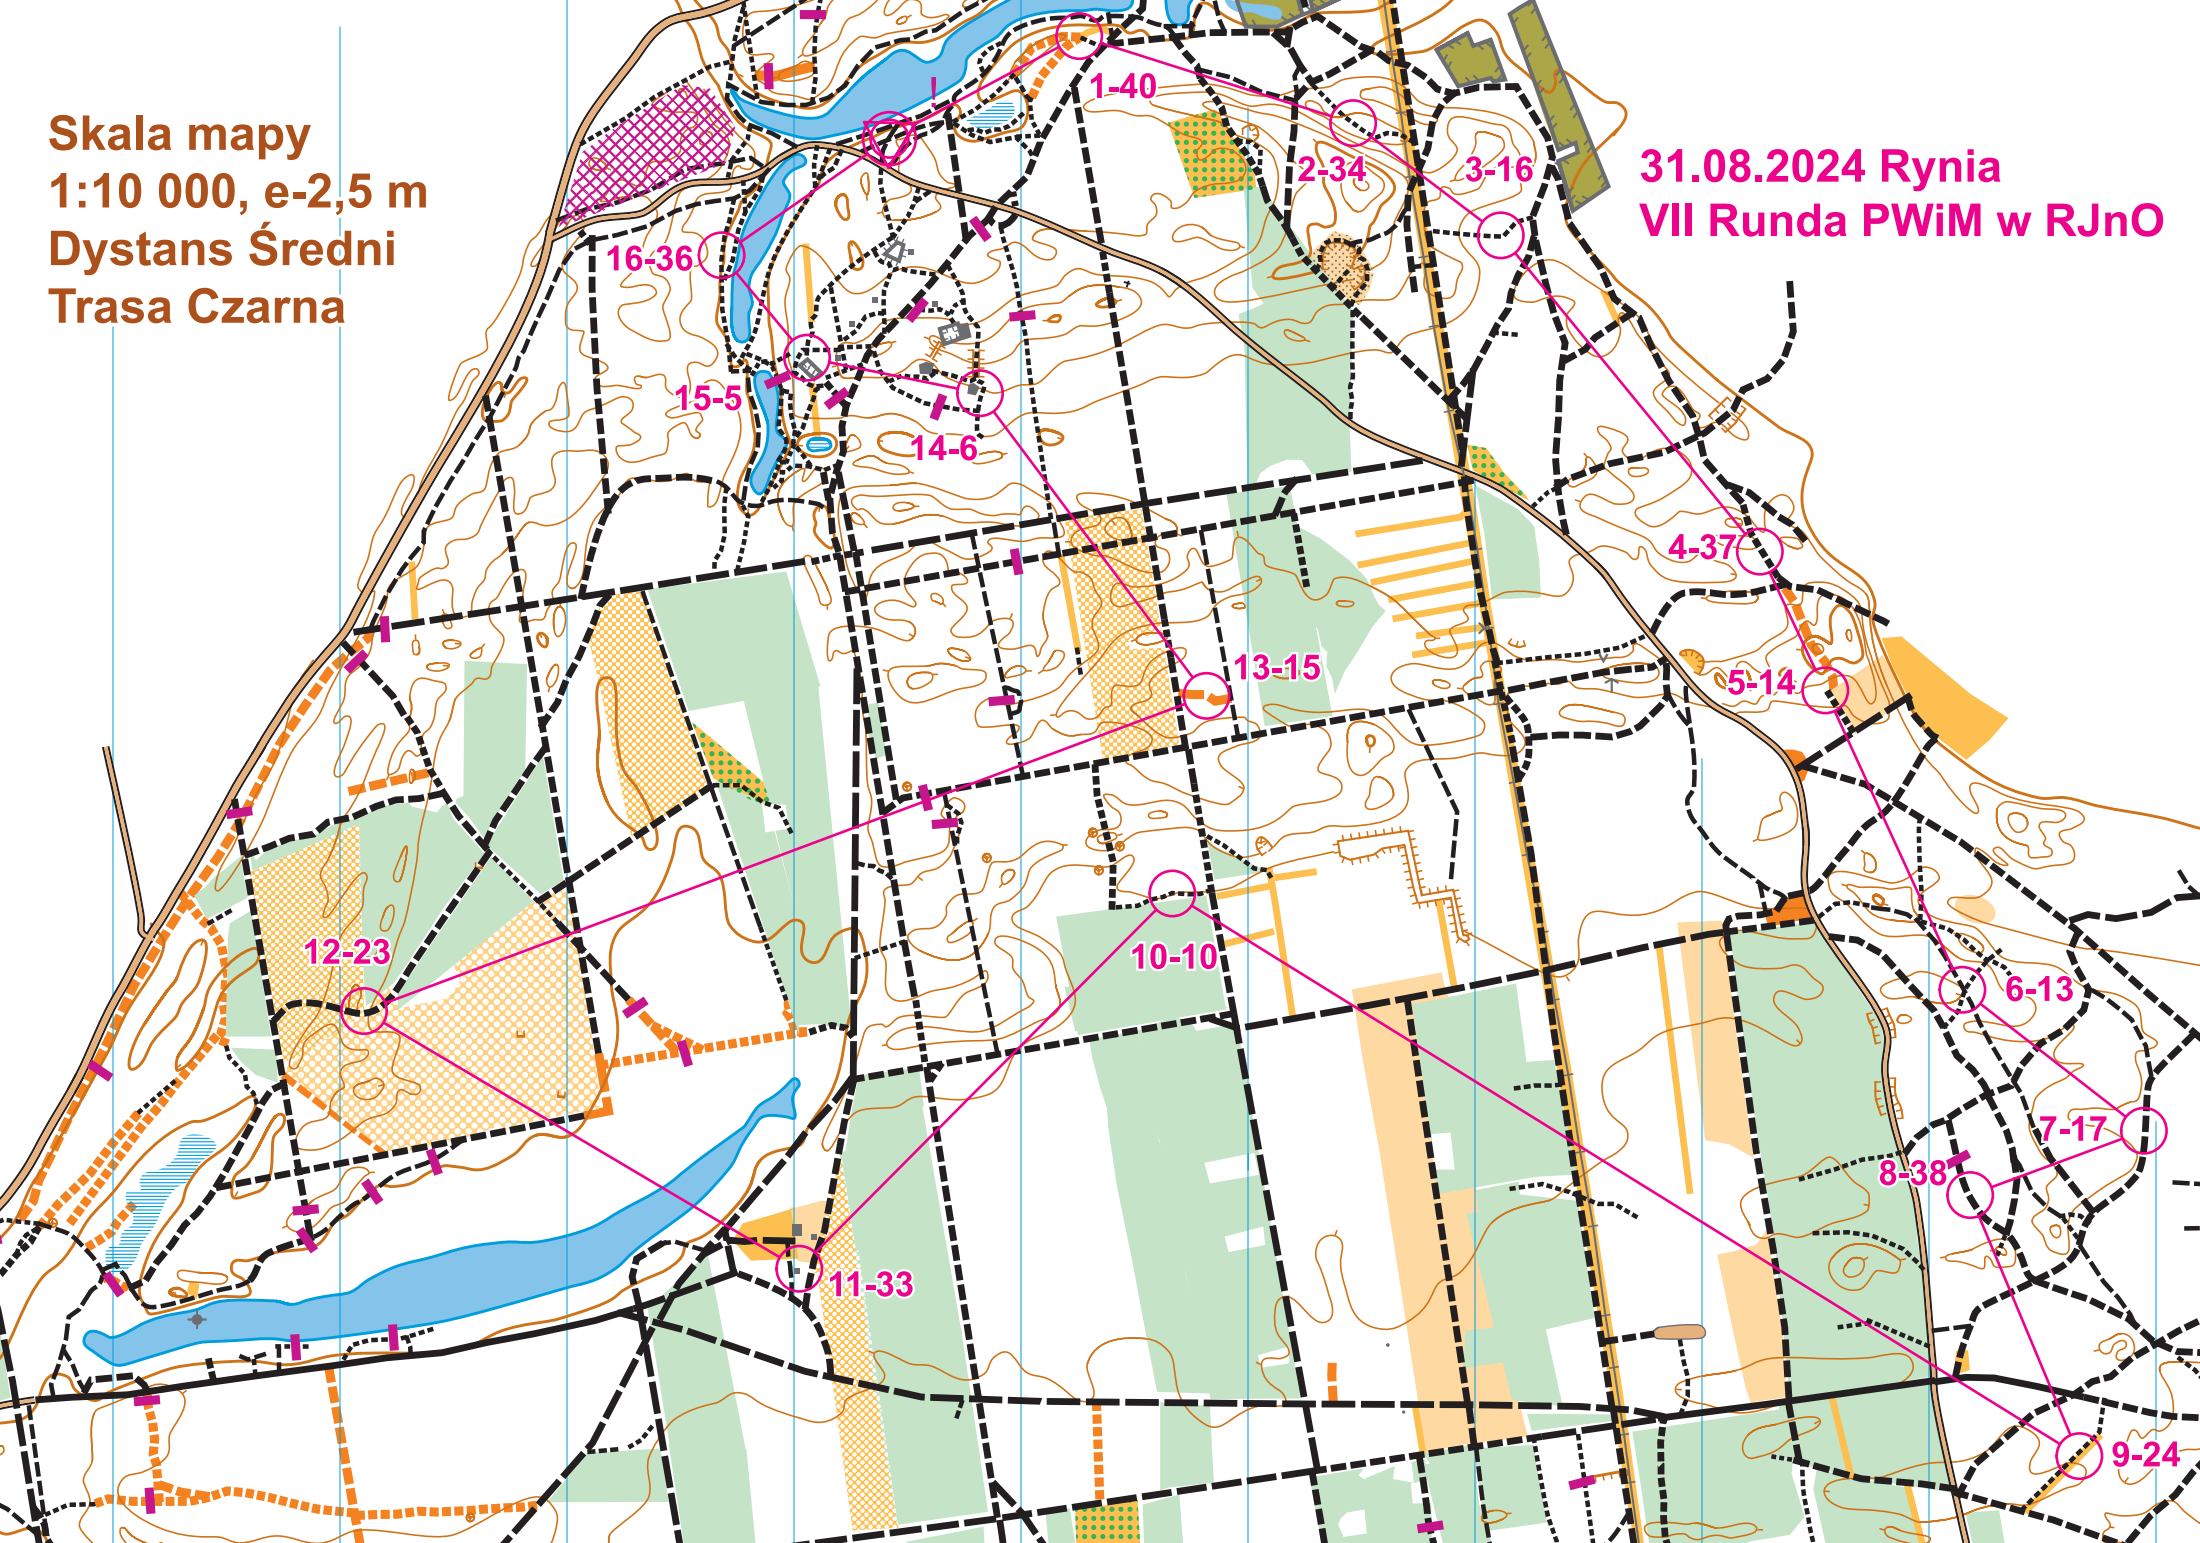 Skala mapy
1:10 000, e-2,5 m
Dystans Średni
Trasa Czarna
31.08.2024 Rynia
VII Runda PWiM w RJnO
!
1-40
2-34
3-16
16-36
15-5
14-6
4-37
13-15
5-14
12-23
10-10
6-13
7-17
8-38
11-33
9-24